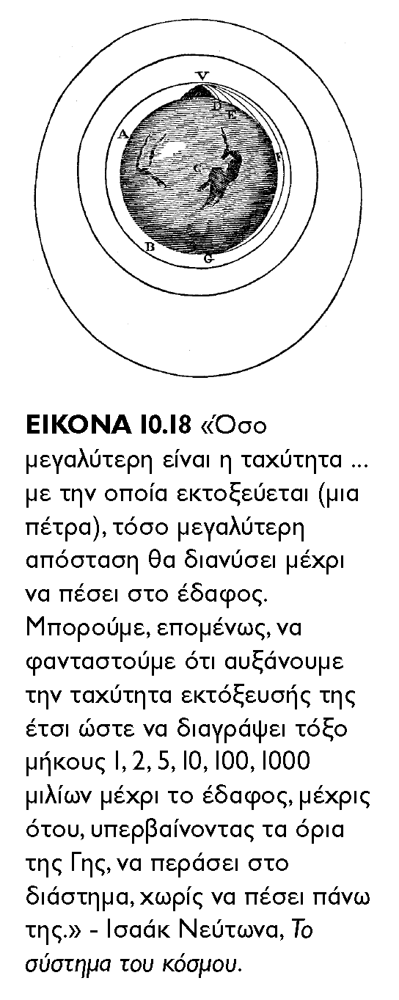 V
D
E
A
F
C
B
G
ΕΙΚΟΝΑ 10.18 «Όσο
μεγαλύτερη είναι η ταχύτητα ...
με την οποία εκτοξεύεται (μια
πέτρα), τόσο μεγαλύτερη
απόσταση θα διανύσει μέχρι
να πέσει στο έδαφος.
Μπορούμε, επομένως, να
φανταστούμε ότι αυξάνουμε
την ταχύτητα εκτόξευσής της
έτσι ώστε να διαγράψει τόξο
μήκους 1, 2, 5, 10, 100, 1000
μιλίων μέχρι το έδαφος, μέχρις
ότου, υπερβαίνοντας τα όρια
της Γης, να περάσει στο
διάστημα, χωρίς να πέσει πάνω
της.» - Ισαάκ Νεύτωνα, Το
σύστημα του κόσμου.